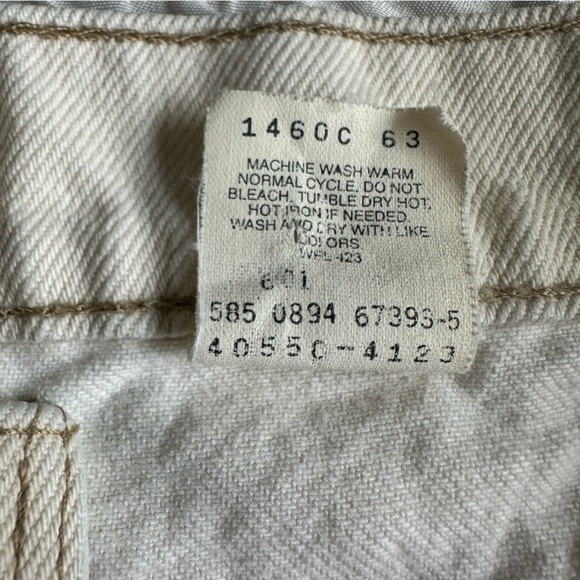 1460C 63
MACHINE WASH WARM
NORMAL CYCLE. DO NOT
BLEACH. TUMBLE DRY HOT.
HOT IRON IF NEEDED.
WASH AND DRY WITH LIKE
COLORS
WPL 423
585 0894 67393-5
40550-4123